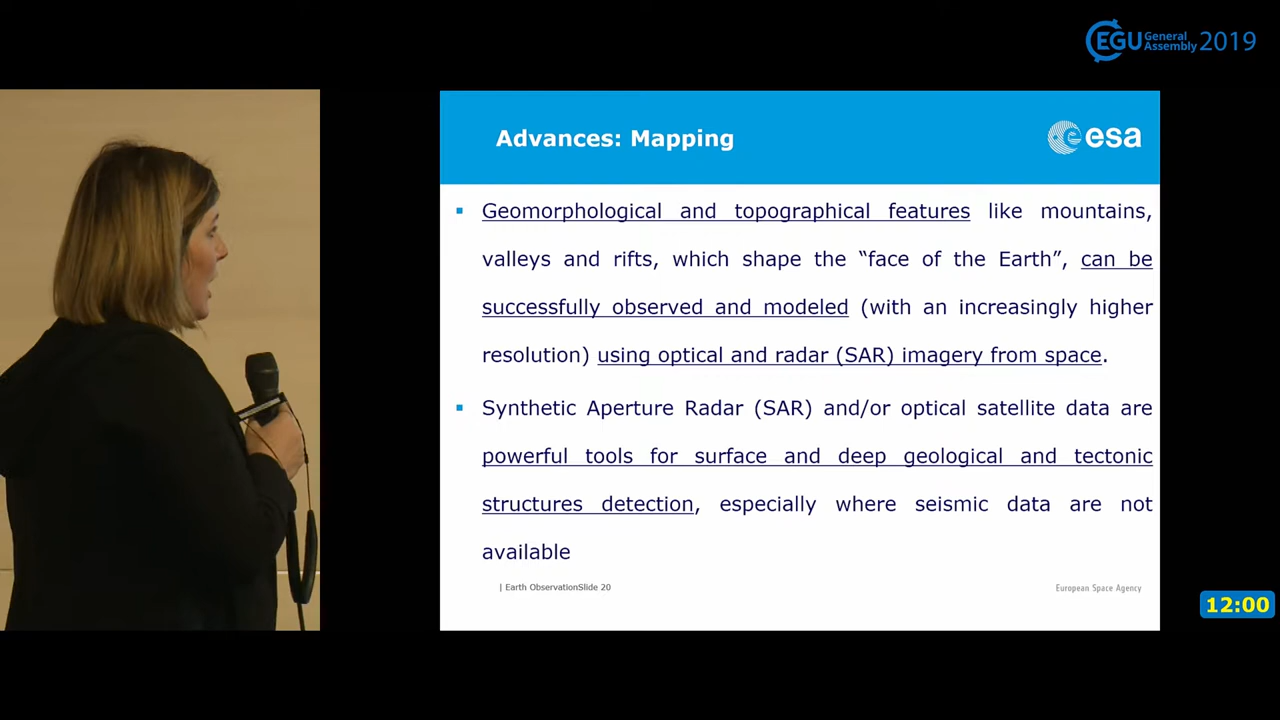 EGU General
Assembly 2019
Advances: Mapping
esa
Geomorphological and topographical features like mountains,
valleys and rifts, which shape the “face of the Earth”, can be
successfully observed and modeled (with an increasingly higher
resolution) using optical and radar (SAR) imagery from space.
Synthetic Aperture Radar (SAR) and/or optical satellite data are
powerful tools for surface and deep geological and tectonic
structures detection, especially where seismic data are not
available
| Earth ObservationSlide 20
European Space Agency
12:00